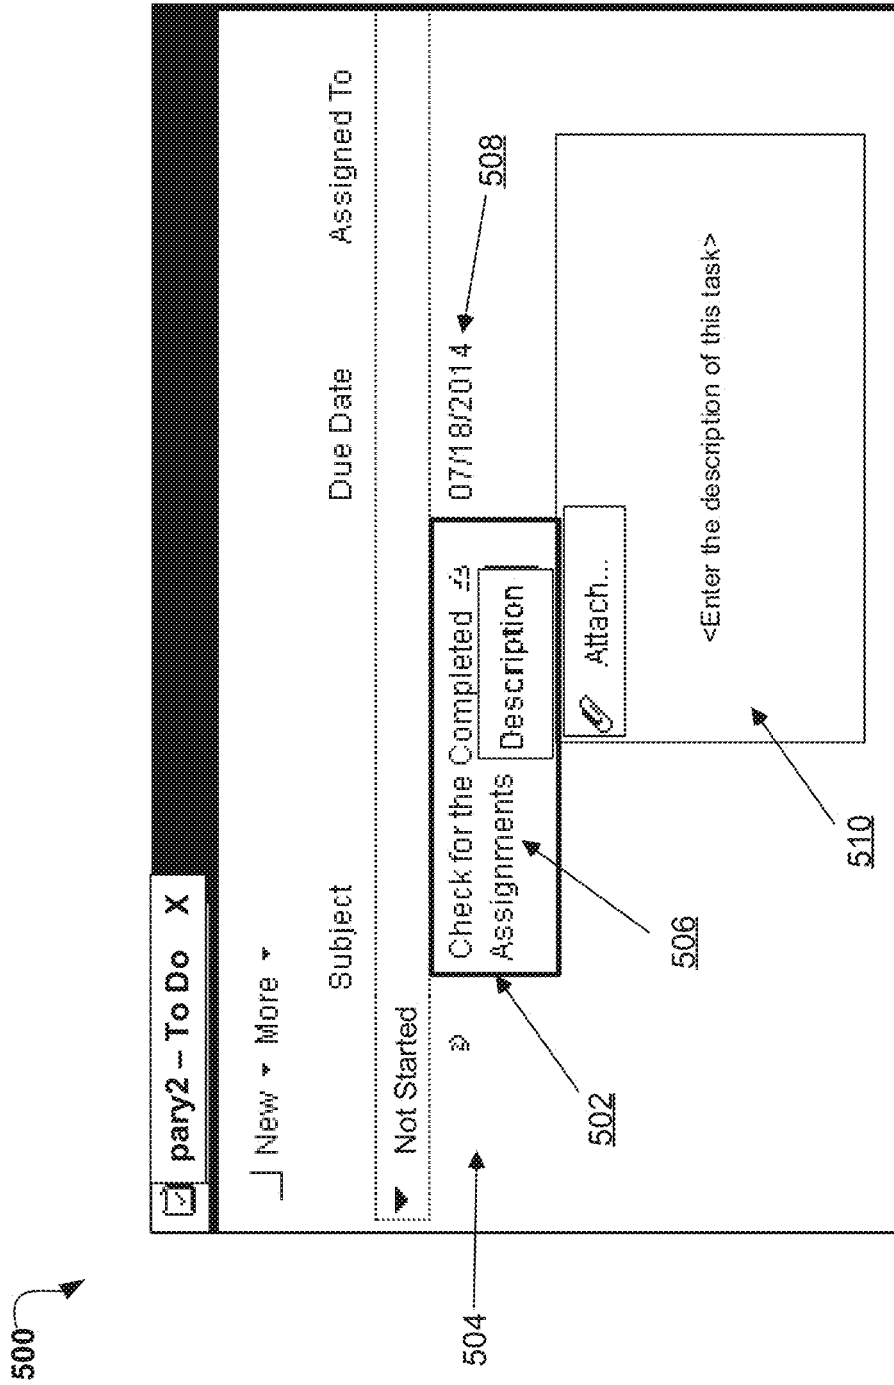 500
pary2 – To Do X
New ▾ More ▾
Subject Due Date Assigned To
Not Started
Check for the Completed 07/18/2014 508
Assignments Description
504
502
506
Attach...
<Enter the description of this task>
510